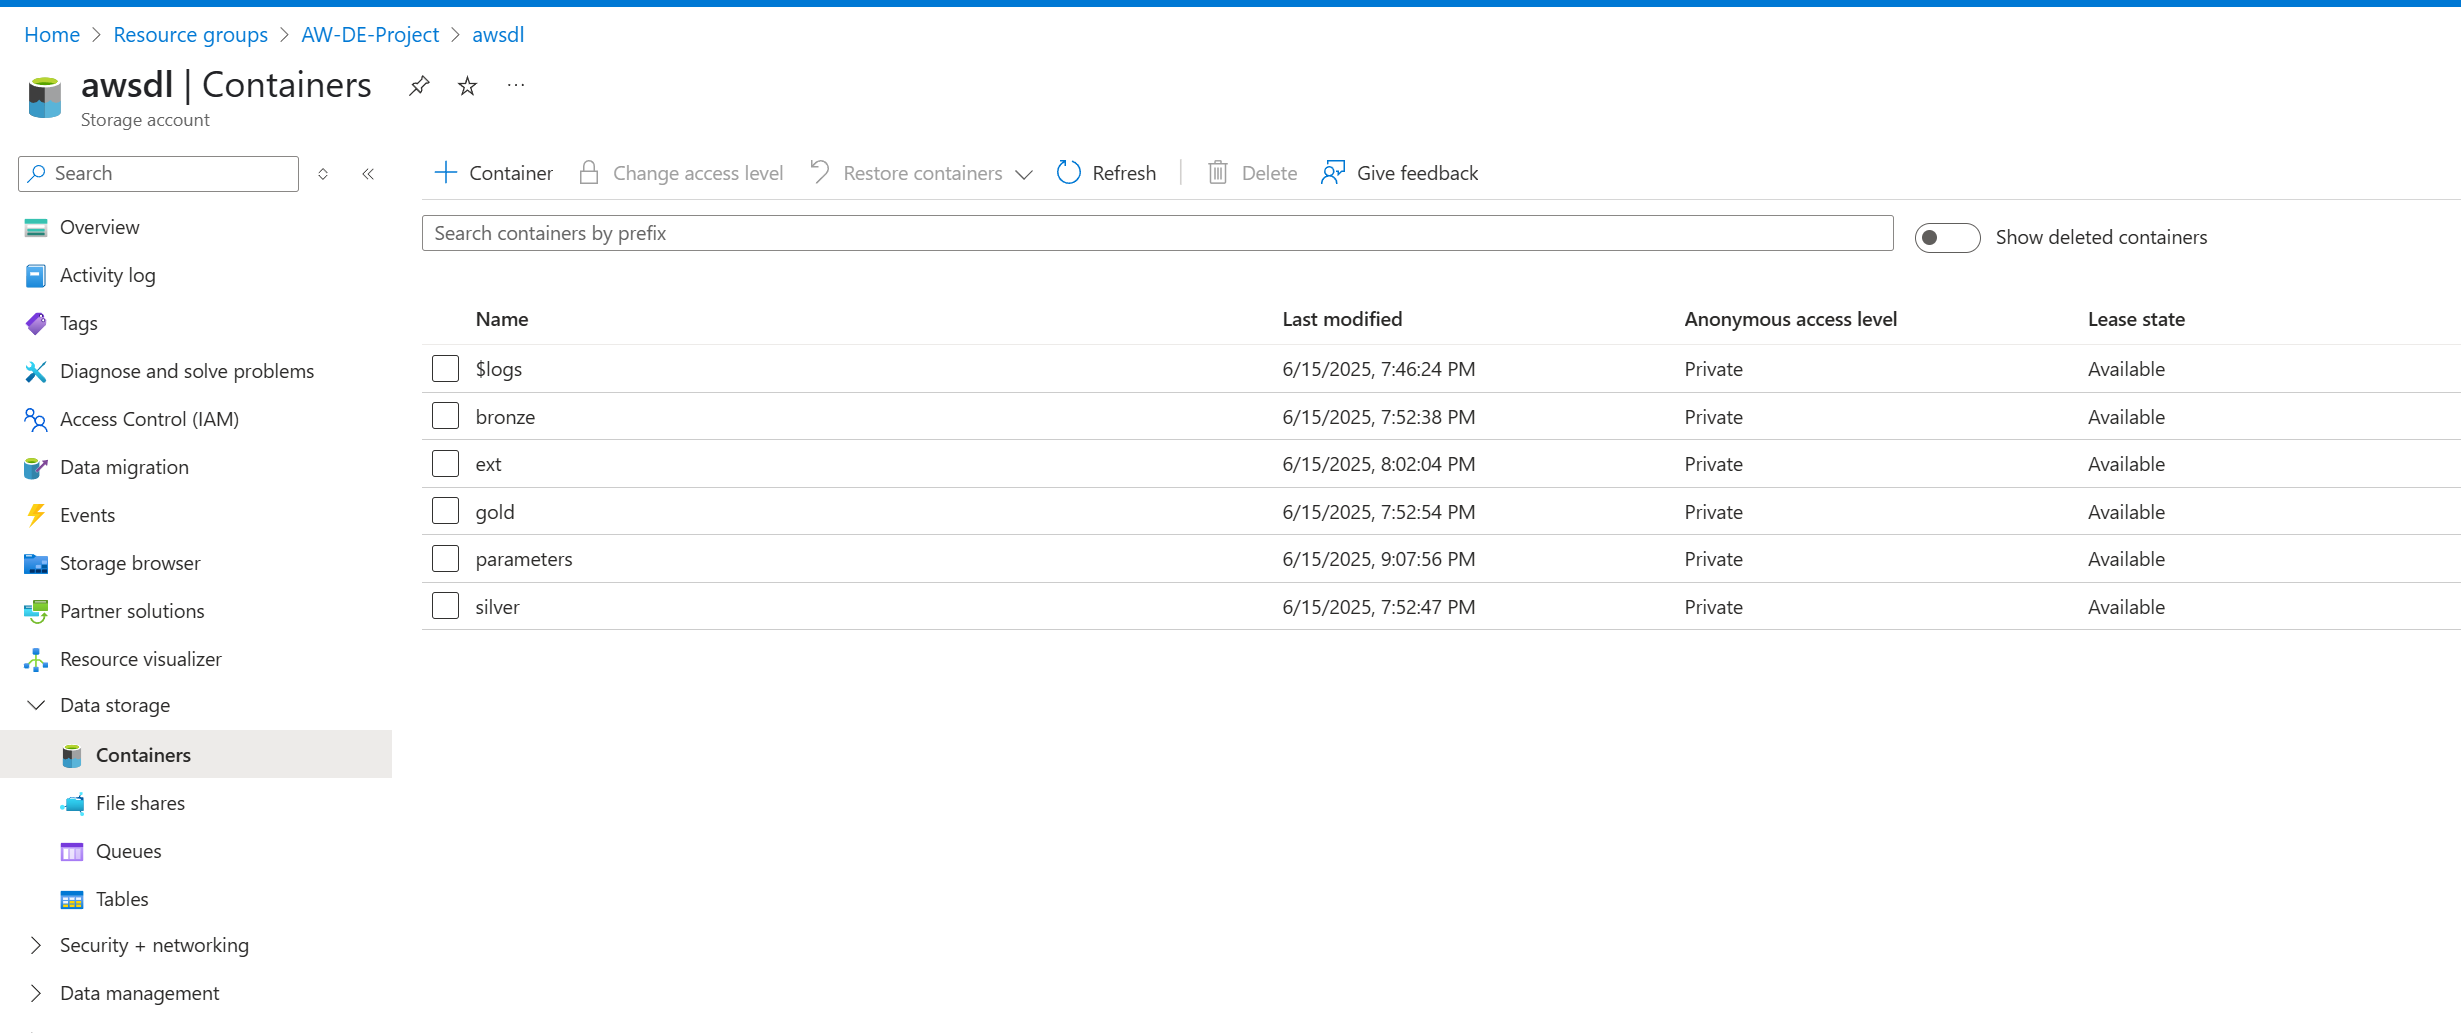 Home > Resource groups > AW-DE-Project > awsdl
awsdl | Containers
Storage account
Search
Container Change access level Restore containers Refresh Delete Give feedback
Search containers by prefix
Show deleted containers
Overview
Activity log
Tags
Diagnose and solve problems
Access Control (IAM)
Data migration
Events
Storage browser
Partner solutions
Resource visualizer
Data storage
Containers
File shares
Queues
Tables
Security + networking
Data management
Name Last modified Anonymous access level Lease state
$logs 6/15/2025, 7:46:24 PM Private Available
bronze 6/15/2025, 7:52:38 PM Private Available
ext 6/15/2025, 8:02:04 PM Private Available
gold 6/15/2025, 7:52:54 PM Private Available
parameters 6/15/2025, 9:07:56 PM Private Available
silver 6/15/2025, 7:52:47 PM Private Available